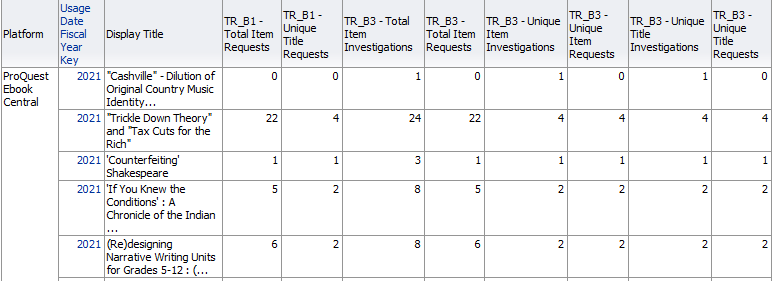 Platform
Usage
Date
Fiscal
Year
Key
Display Title
TR_B1 -
Total Item
Requests
TR_B1 -
Unique
Title
Requests
TR_B3 - Total
Item
Investigations
TR_B3 -
Total Item
Requests
TR_B3 - Unique
Item
Investigations
TR_B3 -
Unique
Item
Requests
TR_B3 - Unique
Title
Investigations
TR_B3 -
Unique
Title
Requests
ProQuest
Ebook
Central
2021 "Cashville" - Dilution of 0 0 1 0 1 0 1 0
Original Country Music
Identity...
2021 "Trickle Down Theory" 22 4 24 22 4 4 4 4
and "Tax Cuts for the
Rich"
2021 'Counterfeiting' 1 1 3 1 1 1 1 1
Shakespeare
2021 'If You Knew the 5 2 8 5 2 2 2 2
Conditions' : A
Chronicle of the Indian
...
2021 (Re)designing 6 2 8 6 2 2 2 2
Narrative Writing Units
for Grades 5-12 : (...